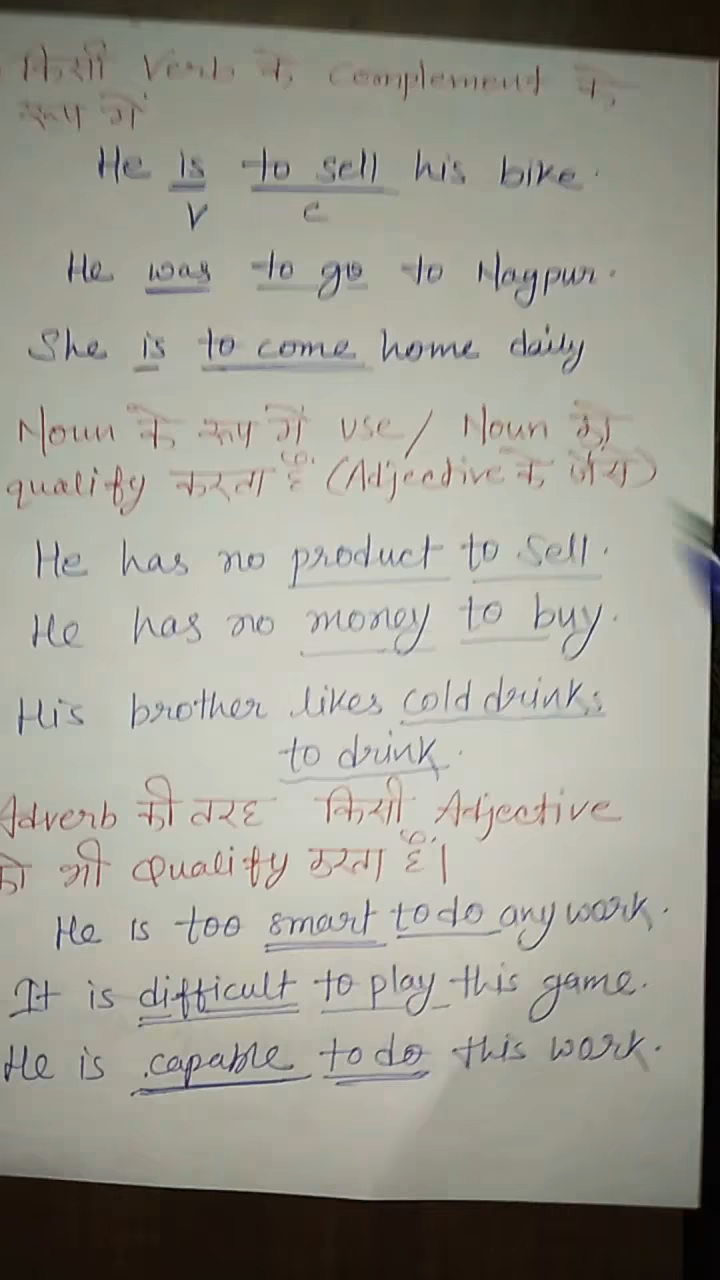 किसी Verb के Complement के
रूप में
He is to sell his bike.
V C
He was to go to Nagpur.
She is to come home daily
Noun के रूप में use/ Noun को
qualify करता है (Adjective के जैसे)
He has no product to sell.
He has no money to buy.
His brother likes cold drinks
to drink.
Adverb की तरह किसी Adjective
को भी Qualify करता है।
He is too smart to do any work.
It is difficult to play this game.
He is capable to do this work.